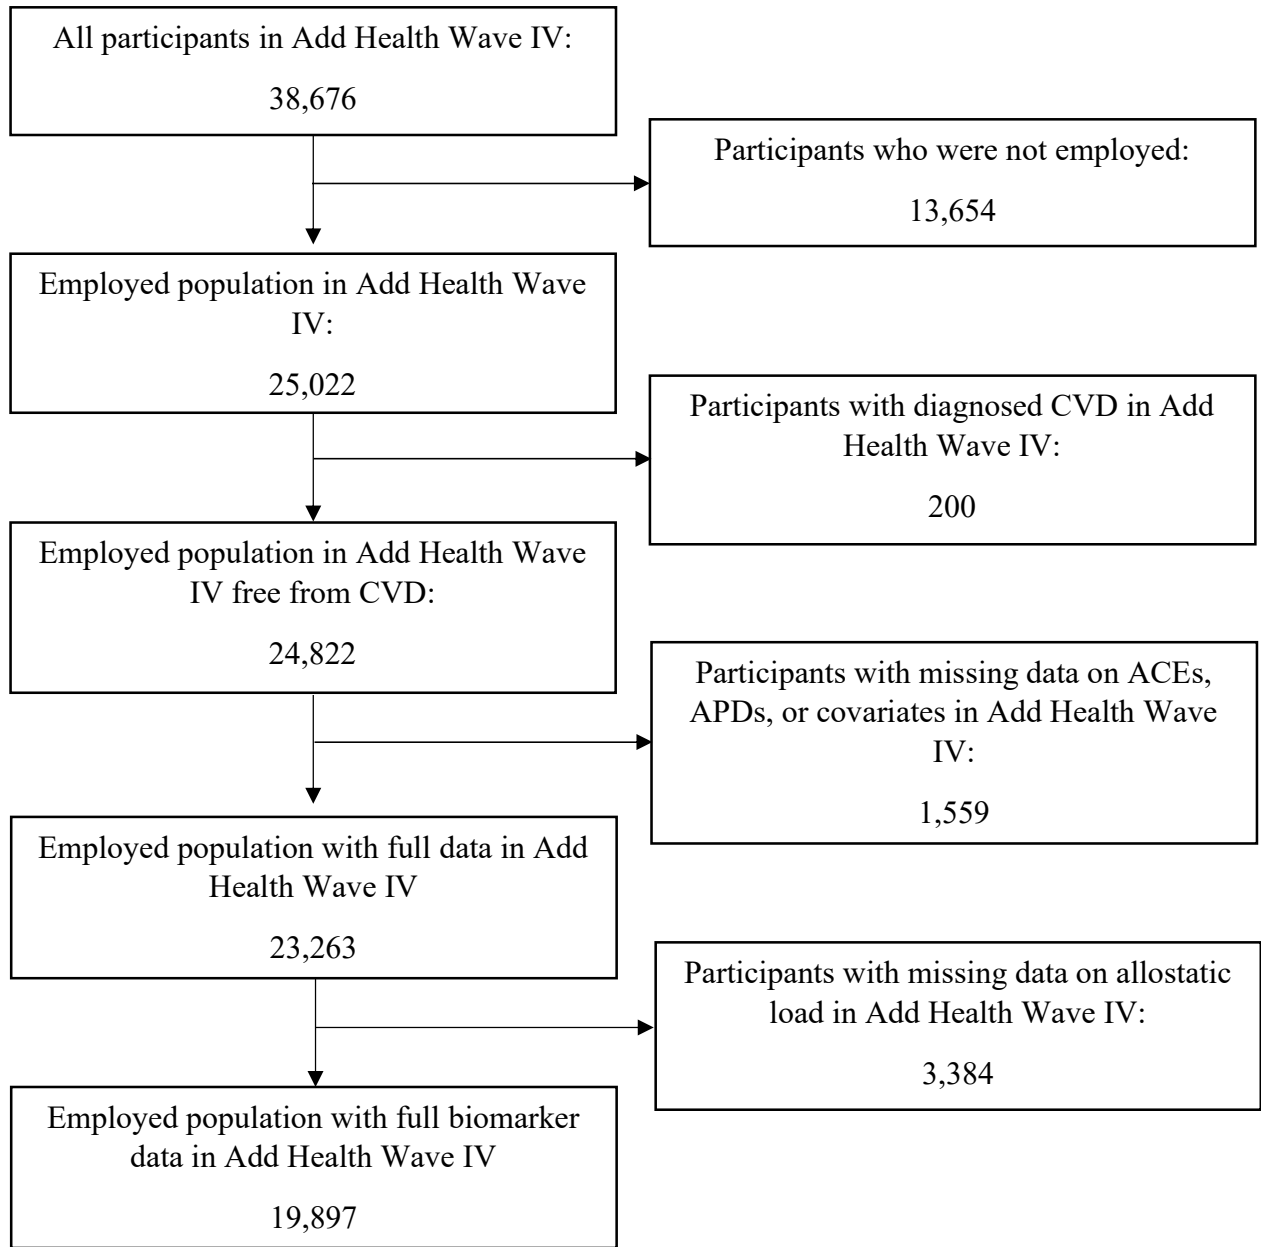 All participants in Add Health Wave IV:
38,676
Participants who were not employed:
13,654
Employed population in Add Health Wave
IV:
25,022
Participants with diagnosed CVD in Add
Health Wave IV:
200
Employed population in Add Health Wave
IV free from CVD:
24,822
Participants with missing data on ACEs,
APDs, or covariates in Add Health Wave
IV:
1,559
Employed population with full data in Add
Health Wave IV
23,263
Participants with missing data on allostatic
load in Add Health Wave IV:
3,384
Employed population with full biomarker
data in Add Health Wave IV
19,897